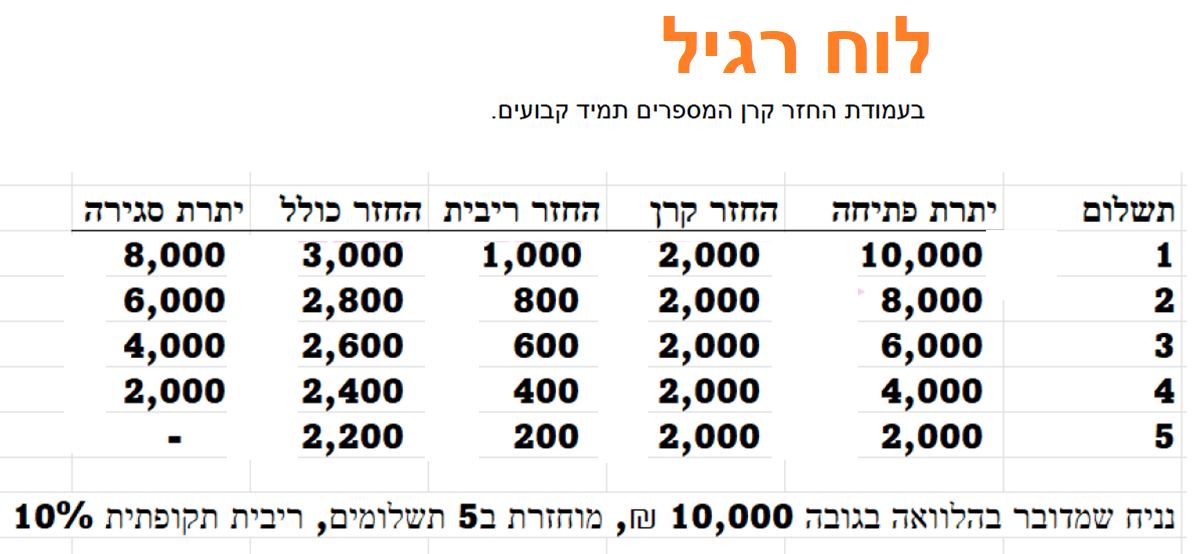 לוח רגיל
בעמודת החזר קרן המספרים תמיד קבועים.
תשלום יתרת פתיחה החזר קרן החזר ריבית החזר כולל יתרת סגירה
1 10,000 2,000 1,000 3,000 8,000
2 8,000 2,000 800 2,800 6,000
3 6,000 2,000 600 2,600 4,000
4 4,000 2,000 400 2,400 2,000
5 2,000 2,000 200 2,200 -
נניח שמדובר בהלוואה בגובה 10,000 ₪, מוחזרת ב5 תשלומים, ריבית תקופתית 10%